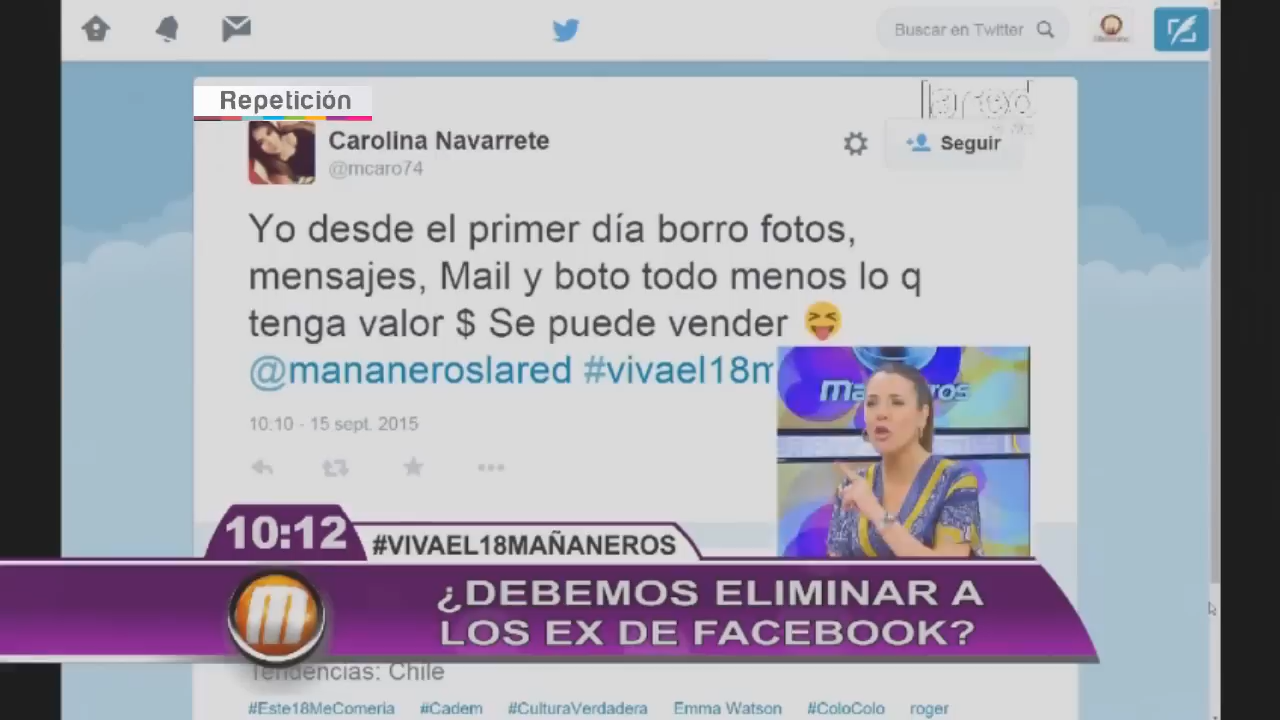 Buscar en Twitter
Repetición
lared
Carolina Navarrete
@mcaro74
Seguir
Yo desde el primer día borro fotos,
mensajes, Mail y boto todo menos lo q
tenga valor $ Se puede vender 😝
@mananeroslared #vivael18m
10:10 - 15 sept. 2015
10:12
#VIVAEL18MAÑANEROS
¿DEBEMOS ELIMINAR A
LOS EX DE FACEBOOK?
Tendencias: Chile
#Este18MeComeria #Cadem #CulturaVerdadera Emma Watson #ColoColo roger